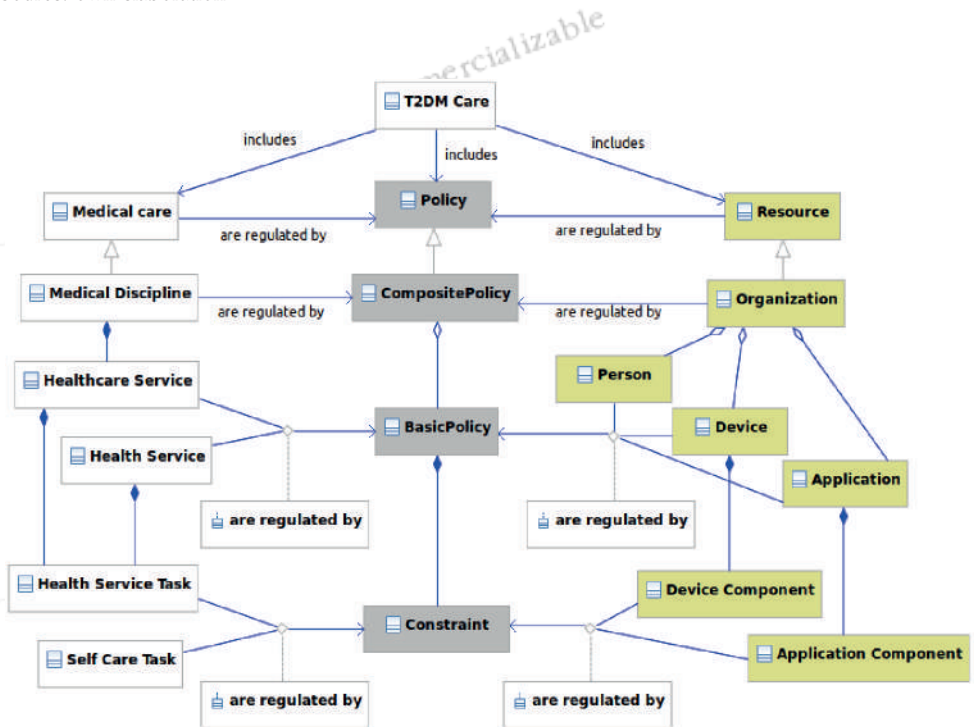 ercializable
T2DM Care
includes
includes
includes
Medical care
Policy
Resource
are regulated by
are regulated by
Medical Discipline
CompositePolicy
Organization
are regulated by
are regulated by
Healthcare Service
Person
BasicPolicy
Device
Health Service
Application
are regulated by
are regulated by
Health Service Task
Device Component
Constraint
Self Care Task
Application Component
are regulated by
are regulated by